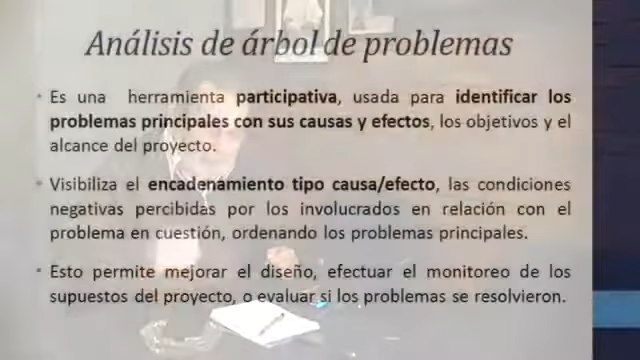 Análisis de árbol de problemas
• Es una herramienta participativa, usada para identificar los
problemas principales con sus causas y efectos, los objetivos y el
alcance del proyecto.
• Visibiliza el encadenamiento tipo causa/efecto, las condiciones
negativas percibidas por los involucrados en relación con el
problema en cuestión, ordenando los problemas principales.
• Esto permite mejorar el diseño, efectuar el monitoreo de los
supuestos del proyecto, o evaluar si los problemas se resolvieron.